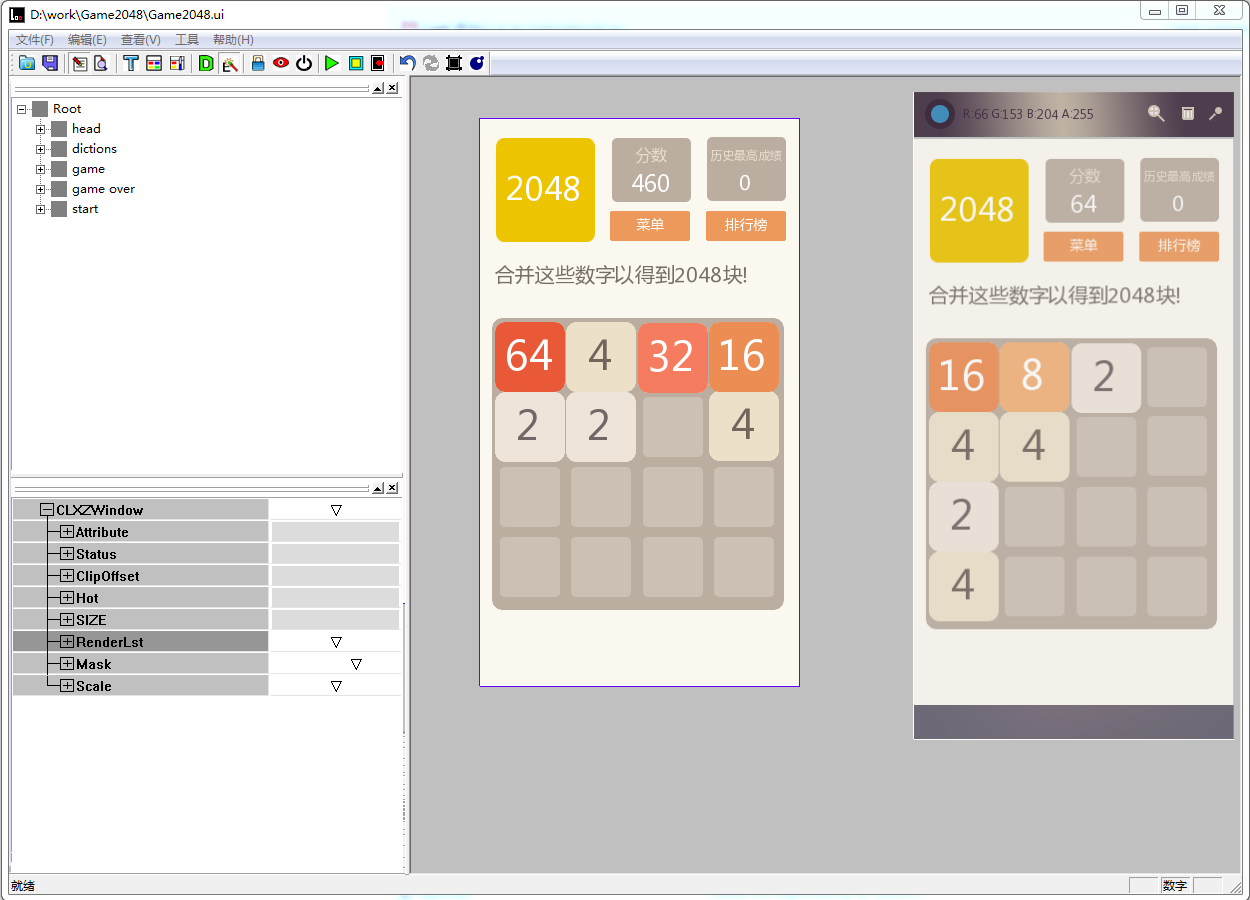 D:\work\Game2048\Game2048.ui
文件(F) 编辑(E) 查看(V) 工具 帮助(H)
Root
head
dictions
game
game over
start
CLXZWindow
Attribute
Status
ClipOffset
Hot
SIZE
RenderLst
Mask
Scale
2048
分数
460
历史最高成绩
0
菜单
排行榜
合并这些数字以得到2048块!
64 4 32 16
2 2 4
R:66 G:153 B:204 A:255
2048
分数
64
历史最高成绩
0
菜单
排行榜
合并这些数字以得到2048块!
16 8 2
4 4
2
4
就绪
数字